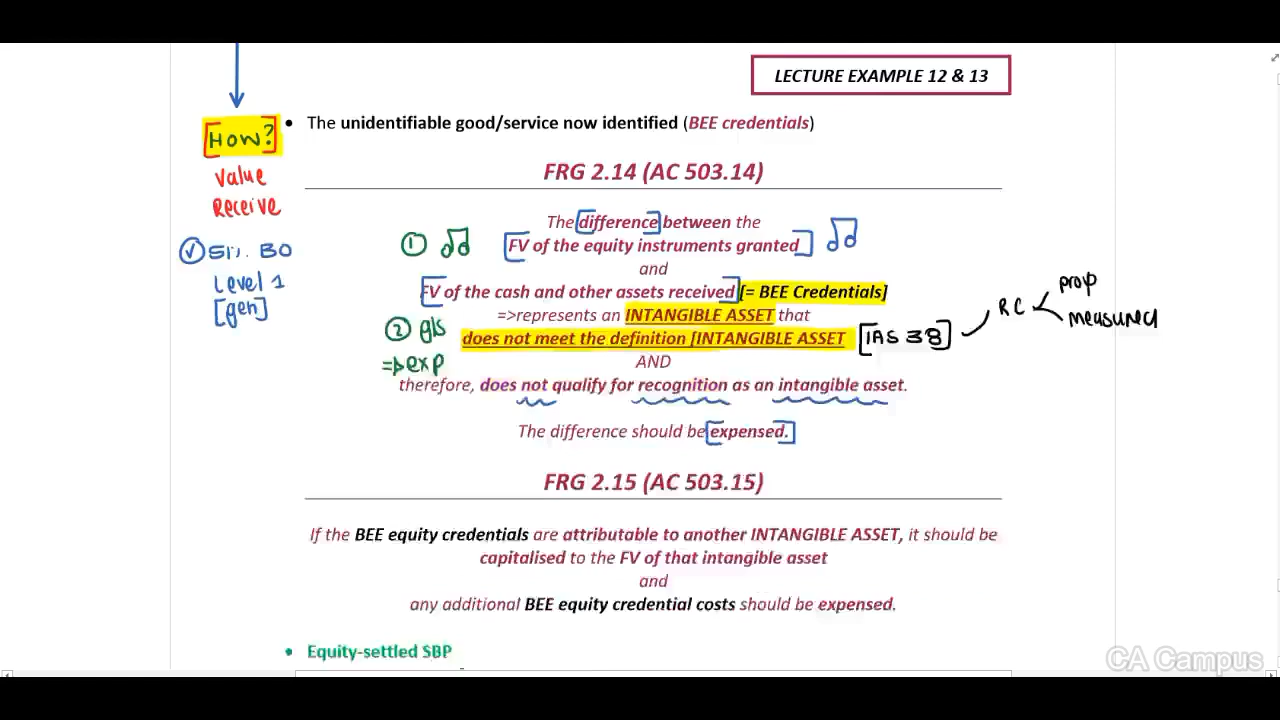 LECTURE EXAMPLE 12 & 13
[HOW?]
• The unidentifiable good/service now identified (BEE credentials)
value
receive
FRG 2.14 (AC 503.14)
The [difference] between the
① [FV of the equity instruments granted]
Level 1
[gen]
and
[FV of the cash and other assets received] [= BEE Credentials]
=>represents an INTANGIBLE ASSET that
②
does not meet the definition [INTANGIBLE ASSET [IAS 38]
RC
prop
measured
=> exp
AND
therefore, does not qualify for recognition as an intangible asset.
The difference should be [expensed.]
FRG 2.15 (AC 503.15)
If the BEE equity credentials are attributable to another INTANGIBLE ASSET, it should be
capitalised to the FV of that intangible asset
and
any additional BEE equity credential costs should be expensed.
• Equity-settled SBP
CA Campus